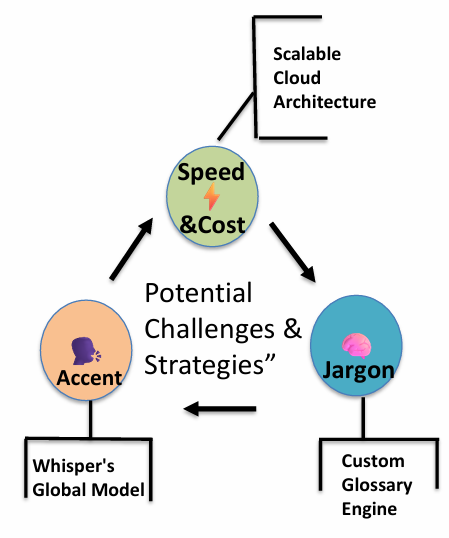 Scalable
Cloud
Architecture
Speed
&Cost
Potential
Challenges &
Strategies”
Accent
Jargon
Whisper's
Global Model
Custom
Glossary
Engine